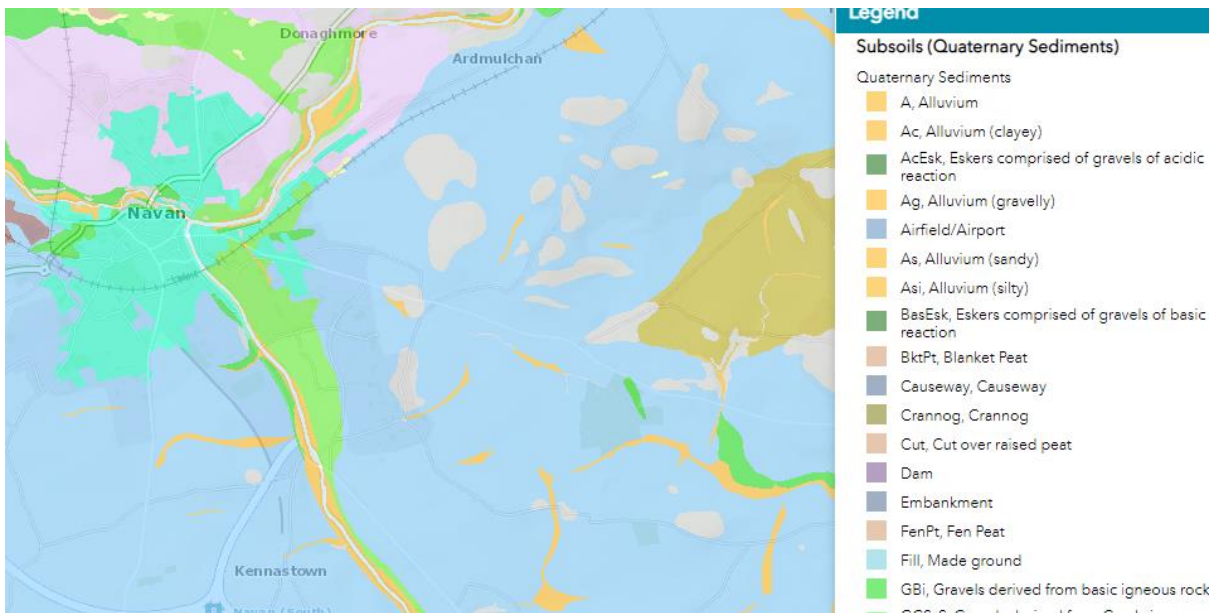 Donaghmore
Ardmulchan
Navan
Kennastown
Navan (South)
Legend
Subsoils (Quaternary Sediments)
Quaternary Sediments
A, Alluvium
Ac, Alluvium (clayey)
AcEsk, Eskers comprised of gravels of acidic
reaction
Ag, Alluvium (gravelly)
Airfield/Airport
As, Alluvium (sandy)
Asi, Alluvium (silty)
BasEsk, Eskers comprised of gravels of basic
reaction
BktPt, Blanket Peat
Causeway, Causeway
Crannog, Crannog
Cut, Cut over raised peat
Dam
Embankment
FenPt, Fen Peat
Fill, Made ground
GBi, Gravels derived from basic igneous rock